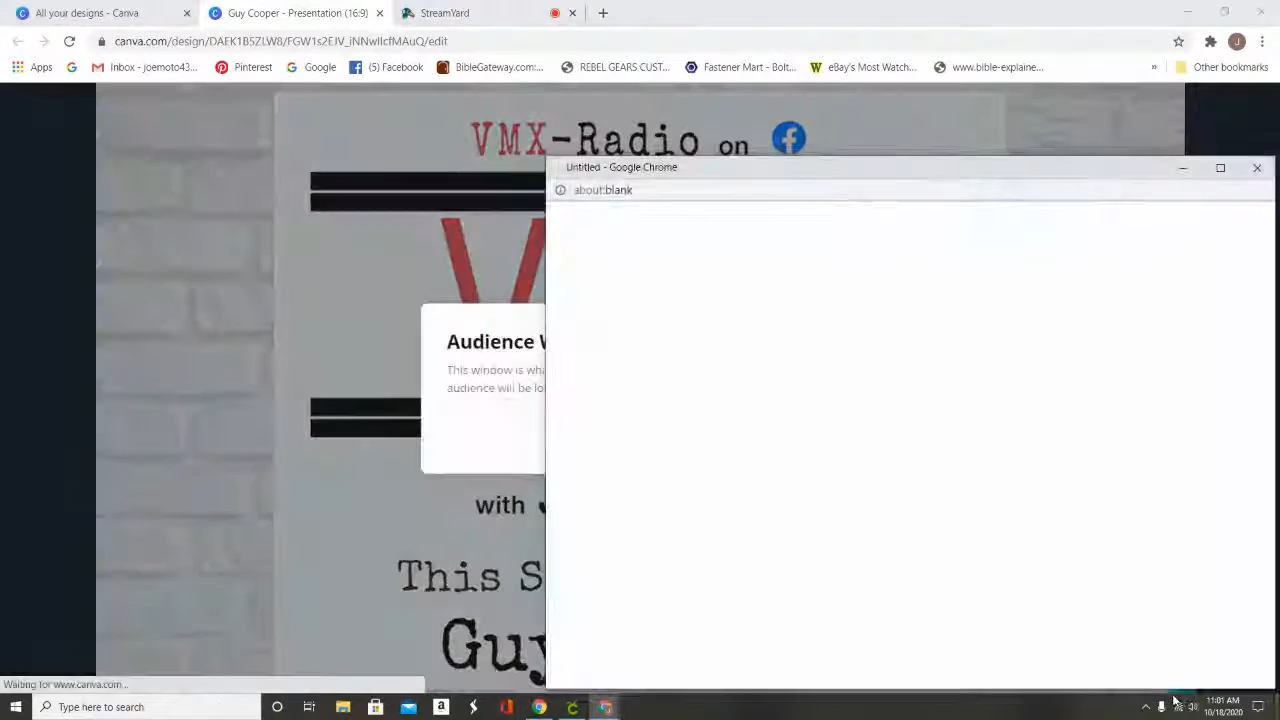 All your designs - Canva
Guy Cooper - Presentation (16:9)
StreamYard
canva.com/design/DAEK1B5ZLW8/FGW1s2EJV_iNNwIlcfMAuQ/edit
J
Apps
Inbox - joemoto43...
Pinterest
Google
(5) Facebook
BibleGateway.com:...
REBEL GEARS CUST...
Fastener Mart - Bolt...
eBay's Most Watch...
www.bible-explaine...
»
Other bookmarks
VMX-Radio on
Untitled - Google Chrome
about:blank
V
Audience W
This window is wha
audience will be lo
with
This S
Guy
Waiting for www.canva.com...
Type here to search
11:01 AM
10/18/2020